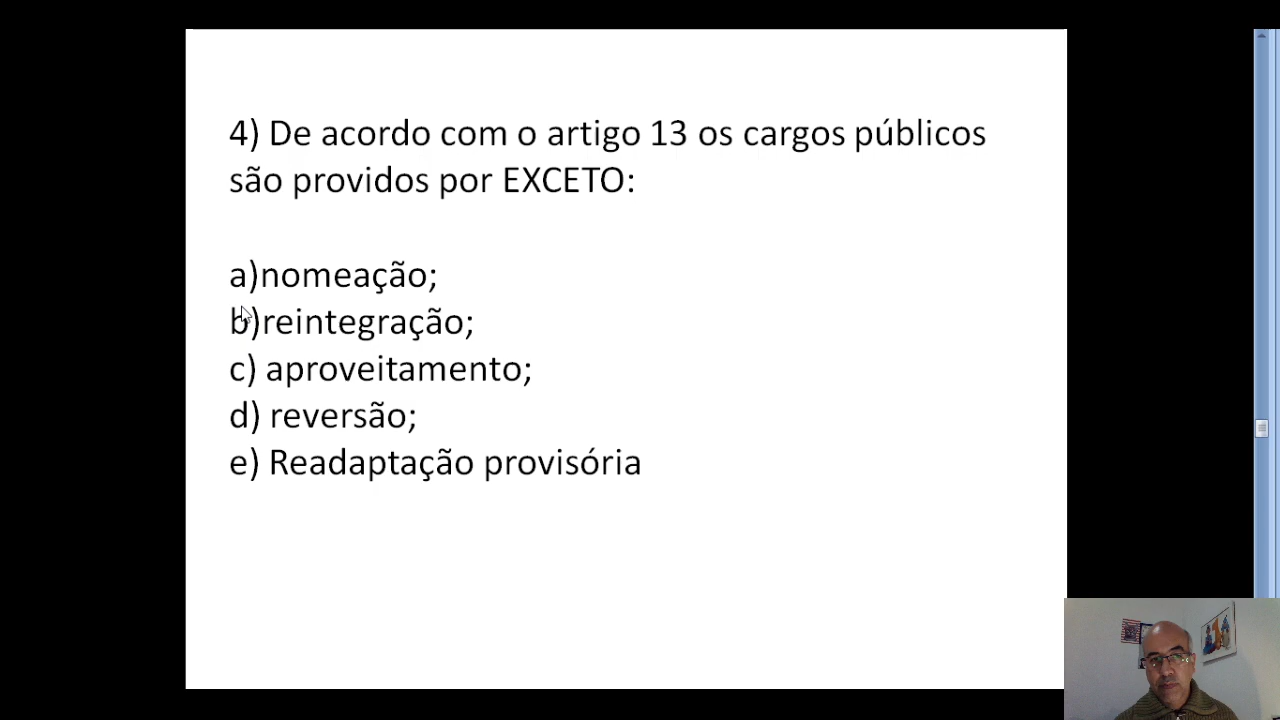 4) De acordo com o artigo 13 os cargos públicos
são providos por EXCETO:
a)nomeação;
b)reintegração;
c) aproveitamento;
d) reversão;
e) Readaptação provisória